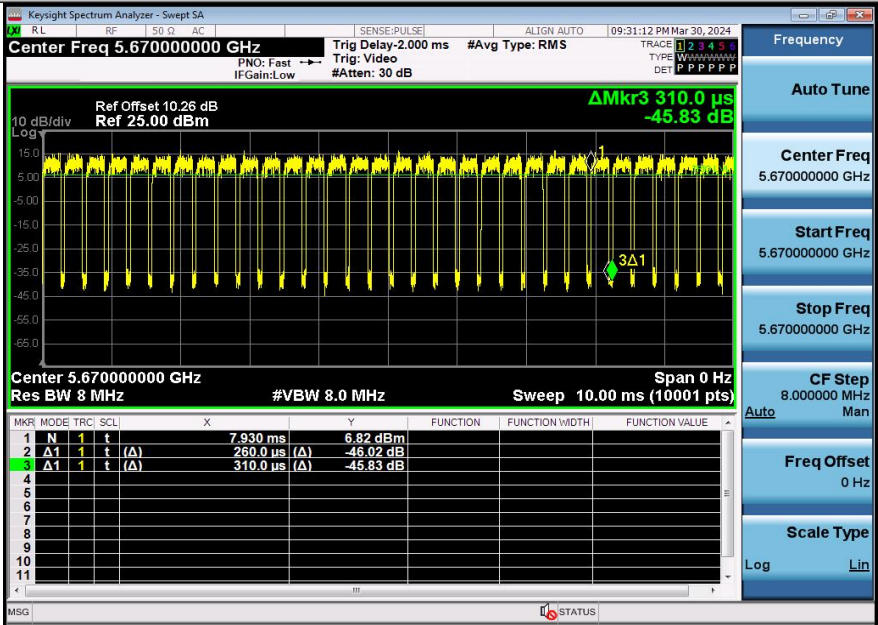 Keysight Spectrum Analyzer - Swept SA
LXI RL RF 50 Ω AC SENSE:PULSE ALIGN AUTO 09:31:12 PM Mar 30, 2024
Center Freq 5.670000000 GHz
PNO: Fast
IFGain:Low
Trig Delay-2.000 ms #Avg Type: RMS
Trig: Video
#Atten: 30 dB
TRACE 1 2 3 4 5 6
TYPE WWWWWW
DET P P P P P P
Frequency
Auto Tune
Center Freq
5.670000000 GHz
Start Freq
5.670000000 GHz
Stop Freq
5.670000000 GHz
CF Step
8.000000 MHz
Auto Man
Freq Offset
0 Hz
Scale Type
Log Lin
ΔMkr3 310.0 µs
-45.83 dB
Ref Offset 10.26 dB
10 dB/div Ref 25.00 dBm
Log
15.0
5.00
-5.00
-15.0
-25.0
-35.0
-45.0
-55.0
-65.0
1
3Δ1
Center 5.670000000 GHz Span 0 Hz
Res BW 8 MHz #VBW 8.0 MHz Sweep 10.00 ms (10001 pts)
MKR MODE TRC SCL X Y FUNCTION FUNCTION WIDTH FUNCTION VALUE
1 N 1 t 7.930 ms 6.82 dBm
2 Δ1 1 t (Δ) 260.0 µs (Δ) -46.02 dB
3 Δ1 1 t (Δ) 310.0 µs (Δ) -45.83 dB
4
5
6
7
8
9
10
11
MSG STATUS